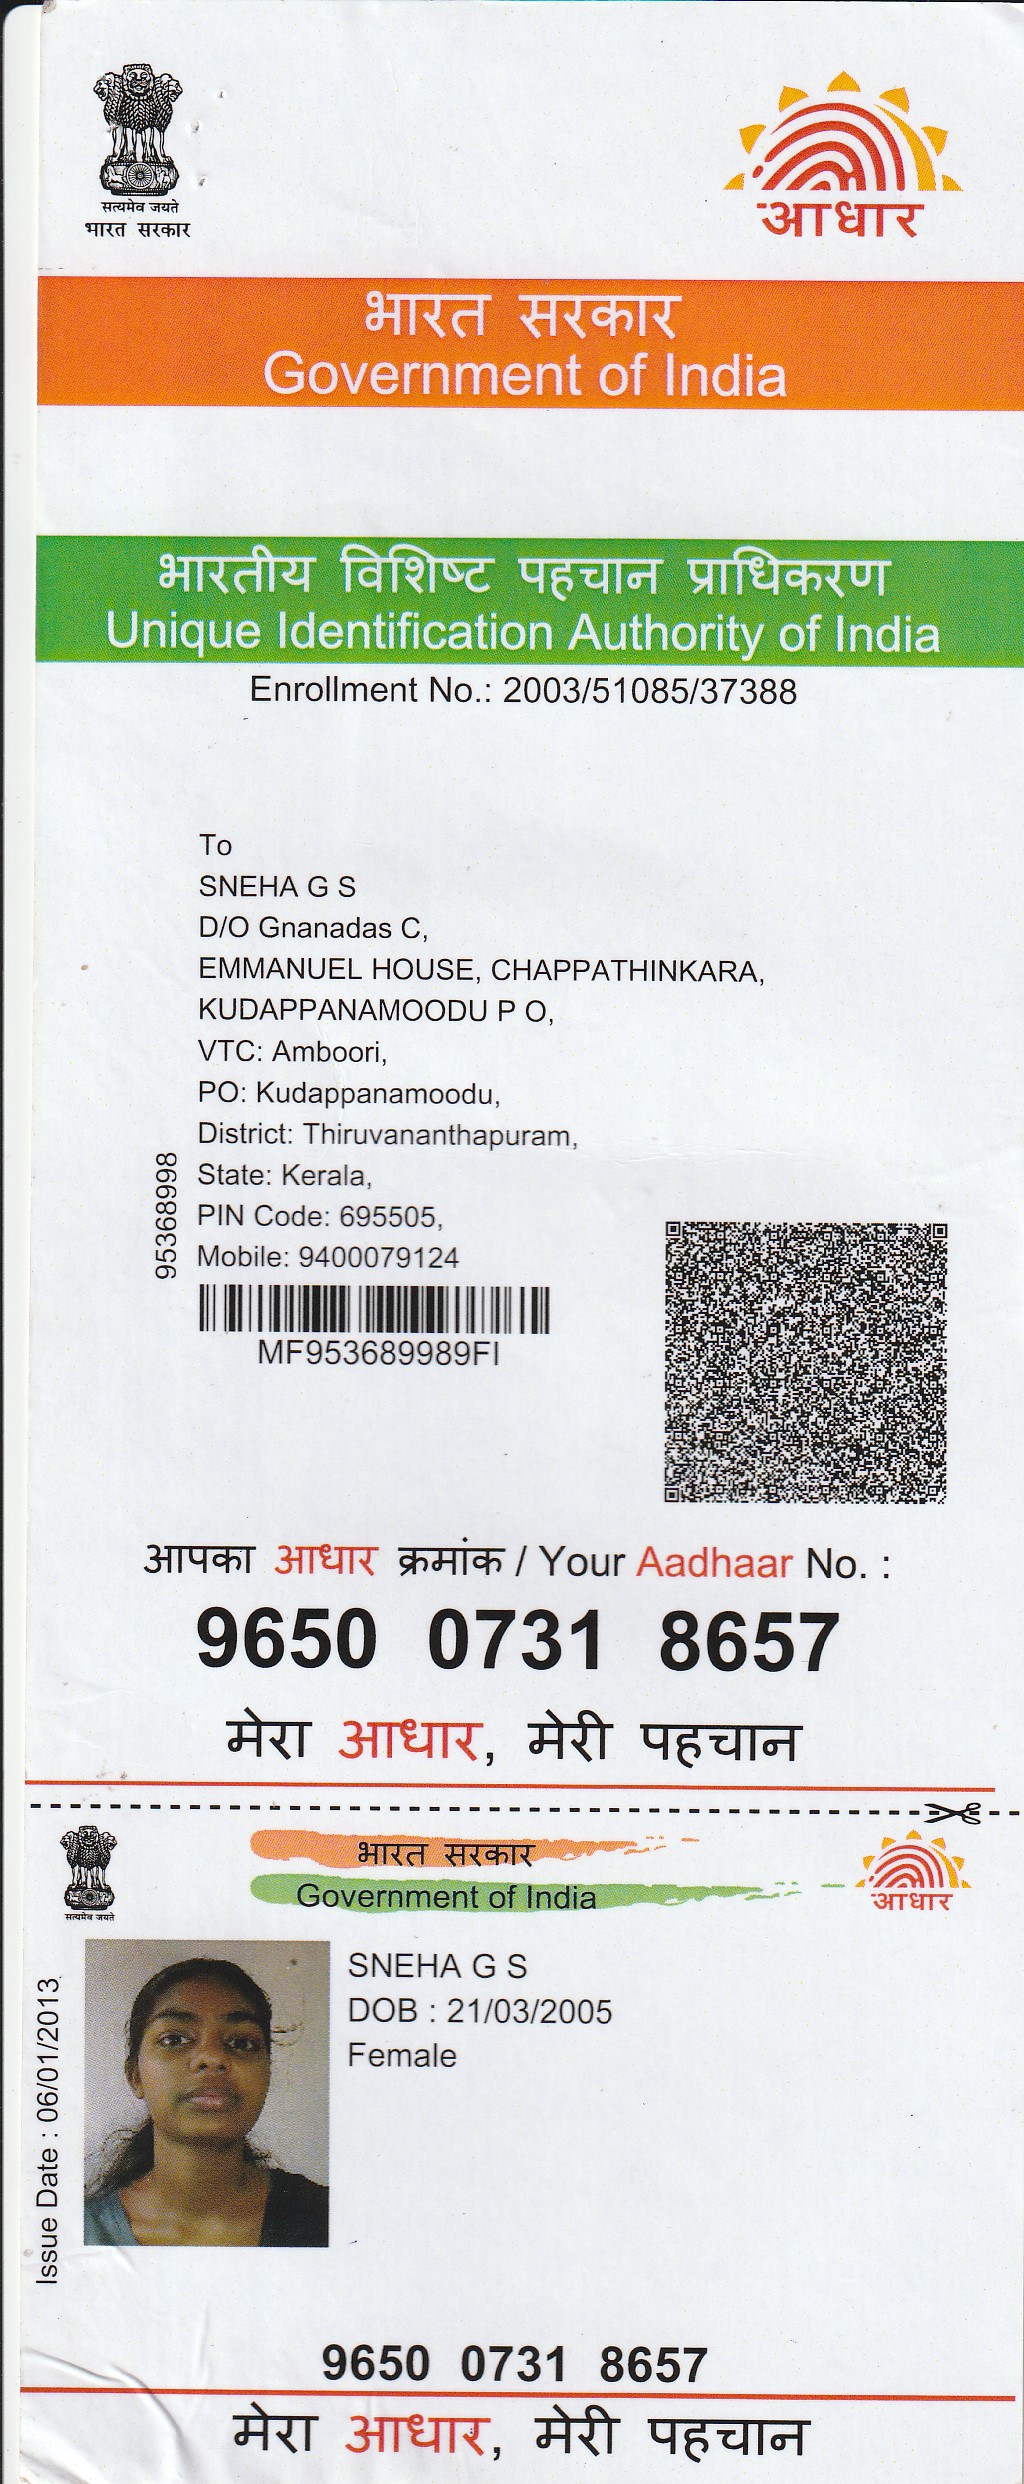 सत्यमेव जयते
भारत सरकार
आधार
भारत सरकार
Government of India
भारतीय विशिष्ट पहचान प्राधिकरण
Unique Identification Authority of India
Enrollment No.: 2003/51085/37388
To
SNEHA G S
D/O Gnanadas C,
EMMANUEL HOUSE, CHAPPATHINKARA,
KUDAPPANAMOODU P O,
VTC: Amboori,
PO: Kudappanamoodu,
District: Thiruvananthapuram,
State: Kerala,
PIN Code: 695505,
Mobile: 9400079124
95368998
MF953689989FI
आपका आधार क्रमांक / Your Aadhaar No. :
9650 0731 8657
मेरा आधार, मेरी पहचान
सत्यमेव जयते
भारत सरकार
Government of India
आधार
Issue Date : 06/01/2013
SNEHA G S
DOB : 21/03/2005
Female
9650 0731 8657
मेरा आधार, मेरी पहचान